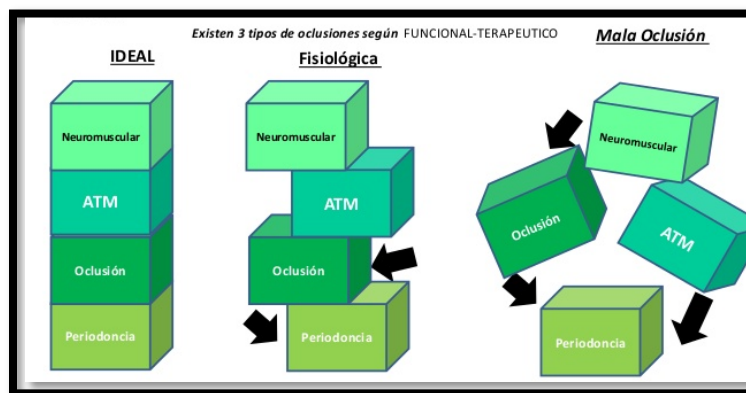 Existen 3 tipos de oclusiones según FUNCIONAL-TERAPEUTICO
IDEAL
Neuromuscular
ATM
Oclusión
Periodoncia
Fisiológica
Neuromuscular
ATM
Oclusión
Periodoncia
Mala Oclusión
Neuromuscular
Oclusión
ATM
Periodoncia